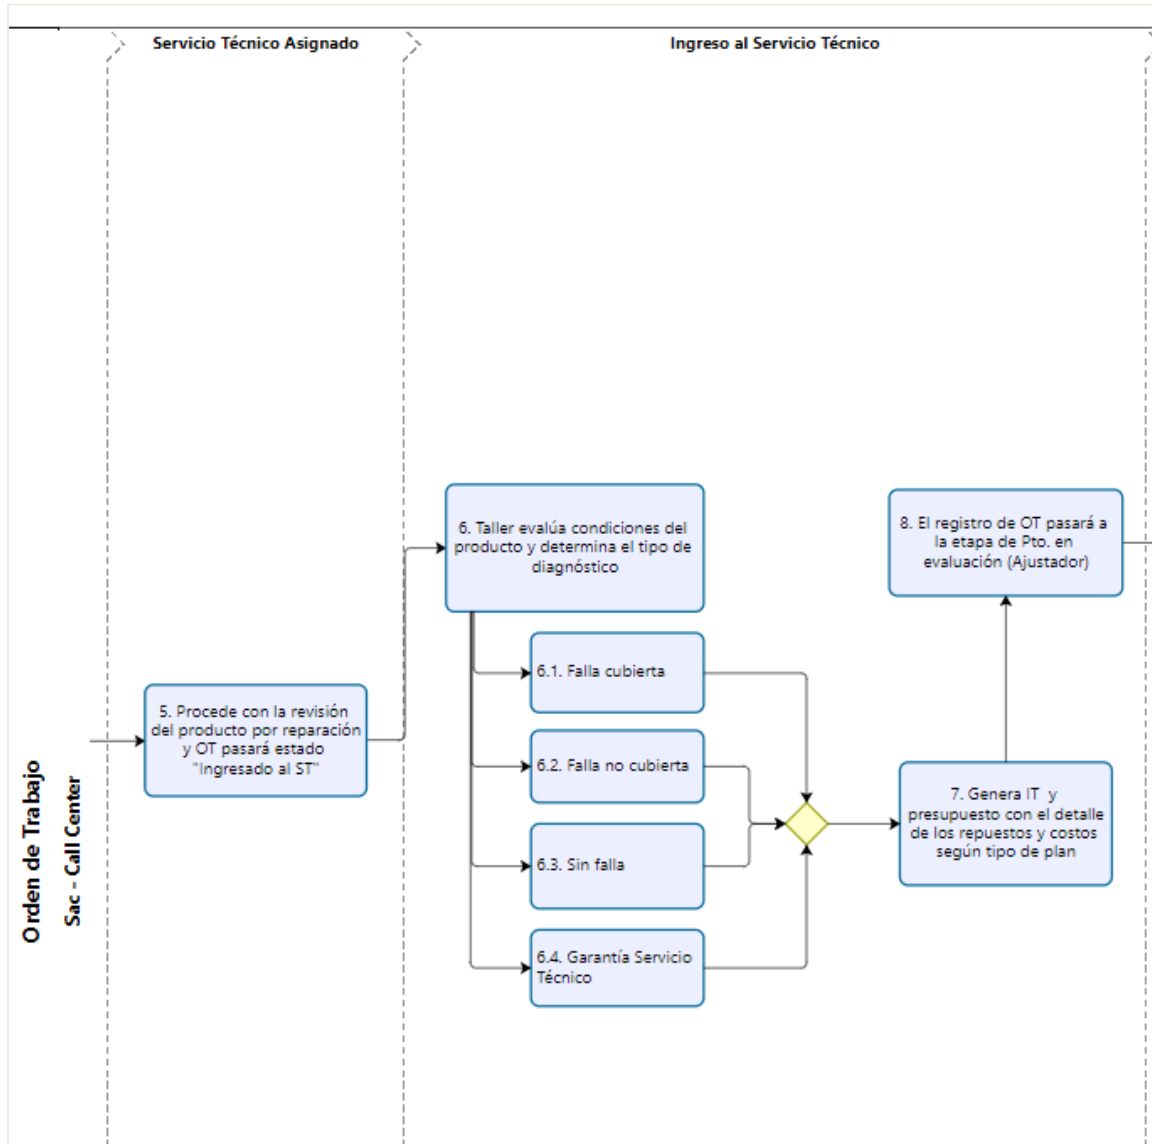 Servicio Técnico Asignado
Ingreso al Servicio Técnico
Orden de Trabajo
Sac - Call Center
5. Procede con la revisión
del producto por reparación
y OT pasará estado
"Ingresado al ST"
6. Taller evalúa condiciones del
producto y determina el tipo de
diagnóstico
6.1. Falla cubierta
6.2. Falla no cubierta
6.3. Sin falla
6.4. Garantía Servicio
Técnico
7. Genera IT y
presupuesto con el detalle
de los repuestos y costos
según tipo de plan
8. El registro de OT pasará a
la etapa de Pto. en
evaluación (Ajustador)